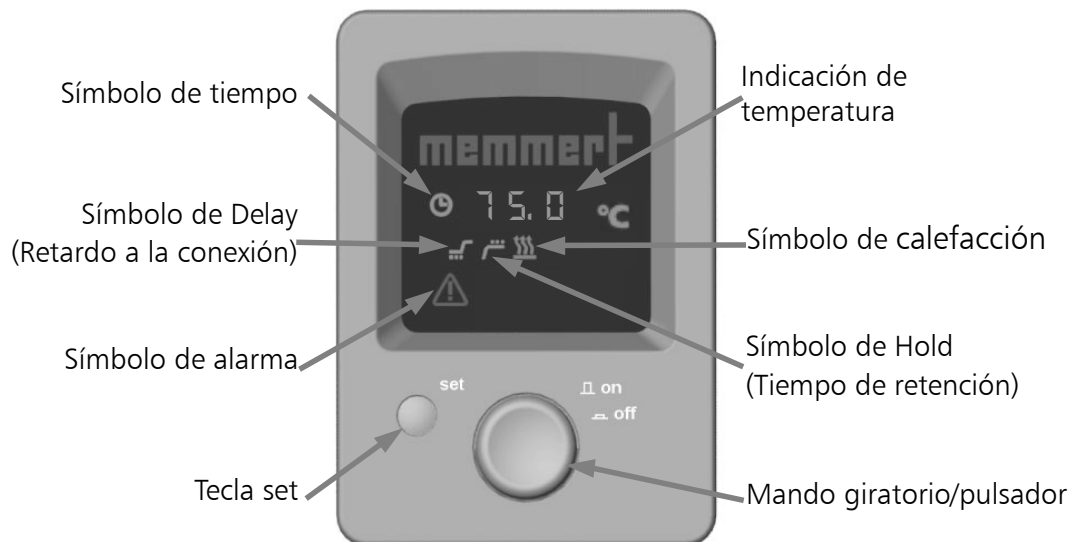 Símbolo de tiempo
Indicación de
temperatura
memmert
75.0 °C
Símbolo de Delay
(Retardo a la conexión)
Símbolo de calefacción
Símbolo de alarma
Símbolo de Hold
(Tiempo de retención)
set
on
off
Tecla set
Mando giratorio/pulsador